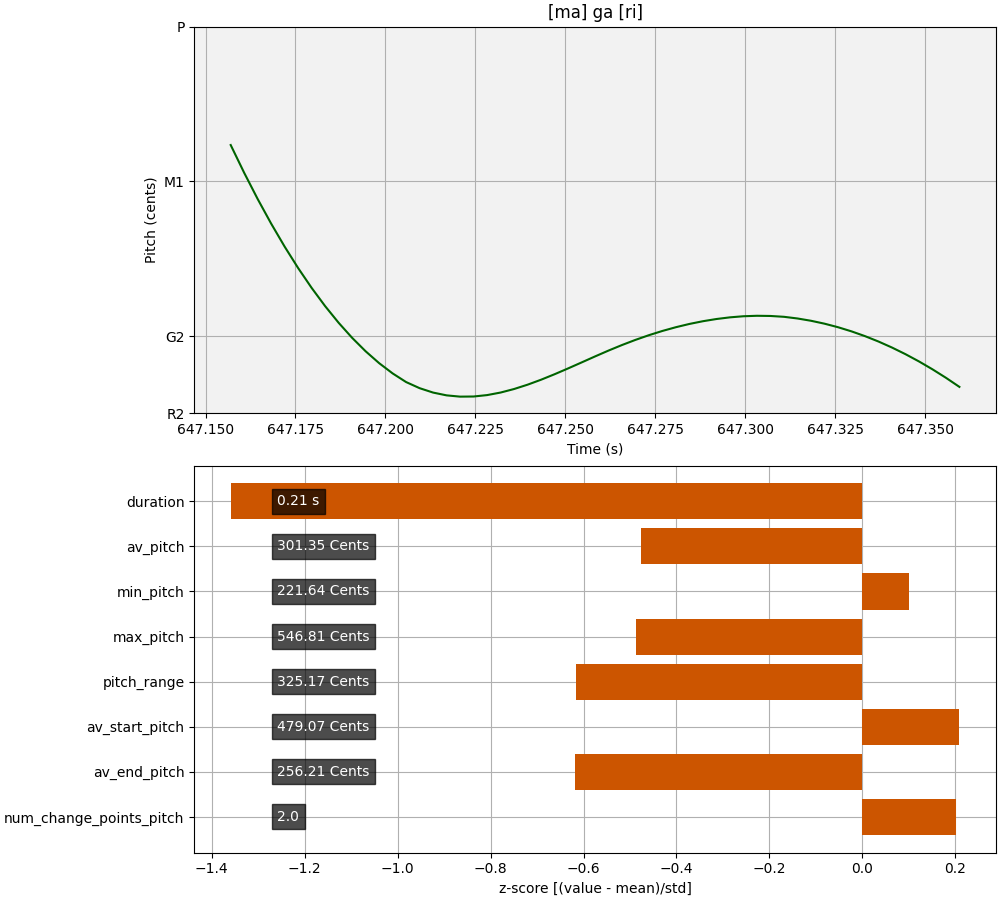 [ma] ga [ri]
P
M1
G2
R2
Pitch (cents)
647.150 647.175 647.200 647.225 647.250 647.275 647.300 647.325 647.350
Time (s)
duration 0.21 s
av_pitch 301.35 Cents
min_pitch 221.64 Cents
max_pitch 546.81 Cents
pitch_range 325.17 Cents
av_start_pitch 479.07 Cents
av_end_pitch 256.21 Cents
num_change_points_pitch 2.0
−1.4 −1.2 −1.0 −0.8 −0.6 −0.4 −0.2 0.0 0.2
z-score [(value - mean)/std]